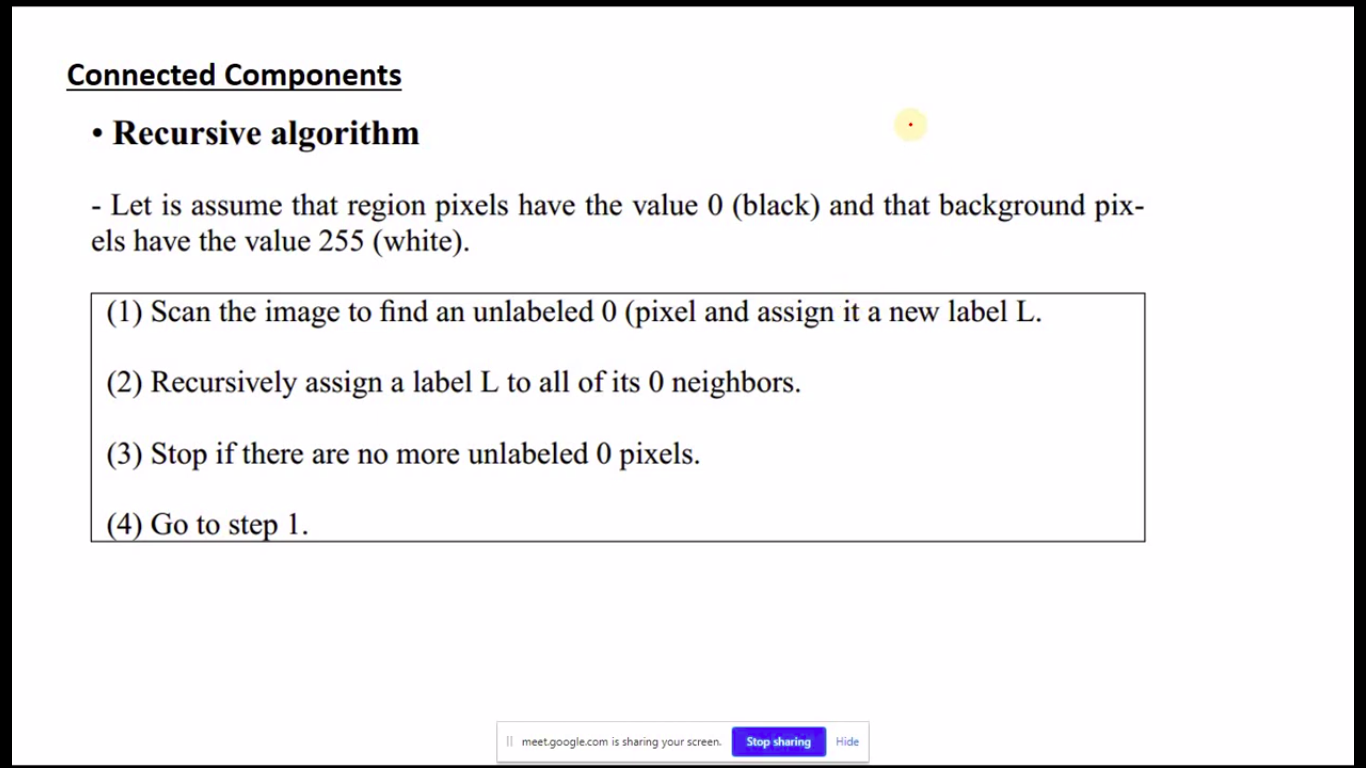 Connected Components
• Recursive algorithm
- Let is assume that region pixels have the value 0 (black) and that background pix-
els have the value 255 (white).
(1) Scan the image to find an unlabeled 0 (pixel and assign it a new label L.
(2) Recursively assign a label L to all of its 0 neighbors.
(3) Stop if there are no more unlabeled 0 pixels.
(4) Go to step 1.
meet.google.com is sharing your screen. Stop sharing Hide